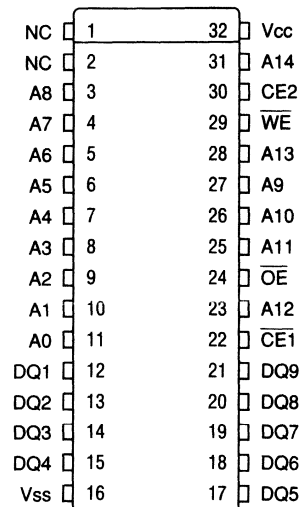 NC 1 32 Vcc
NC 2 31 A14
A8 3 30 CE2
A7 4 29 W̅E̅
A6 5 28 A13
A5 6 27 A9
A4 7 26 A10
A3 8 25 A11
A2 9 24 O̅E̅
A1 10 23 A12
A0 11 22 C̅E̅1
DQ1 12 21 DQ9
DQ2 13 20 DQ8
DQ3 14 19 DQ7
DQ4 15 18 DQ6
Vss 16 17 DQ5